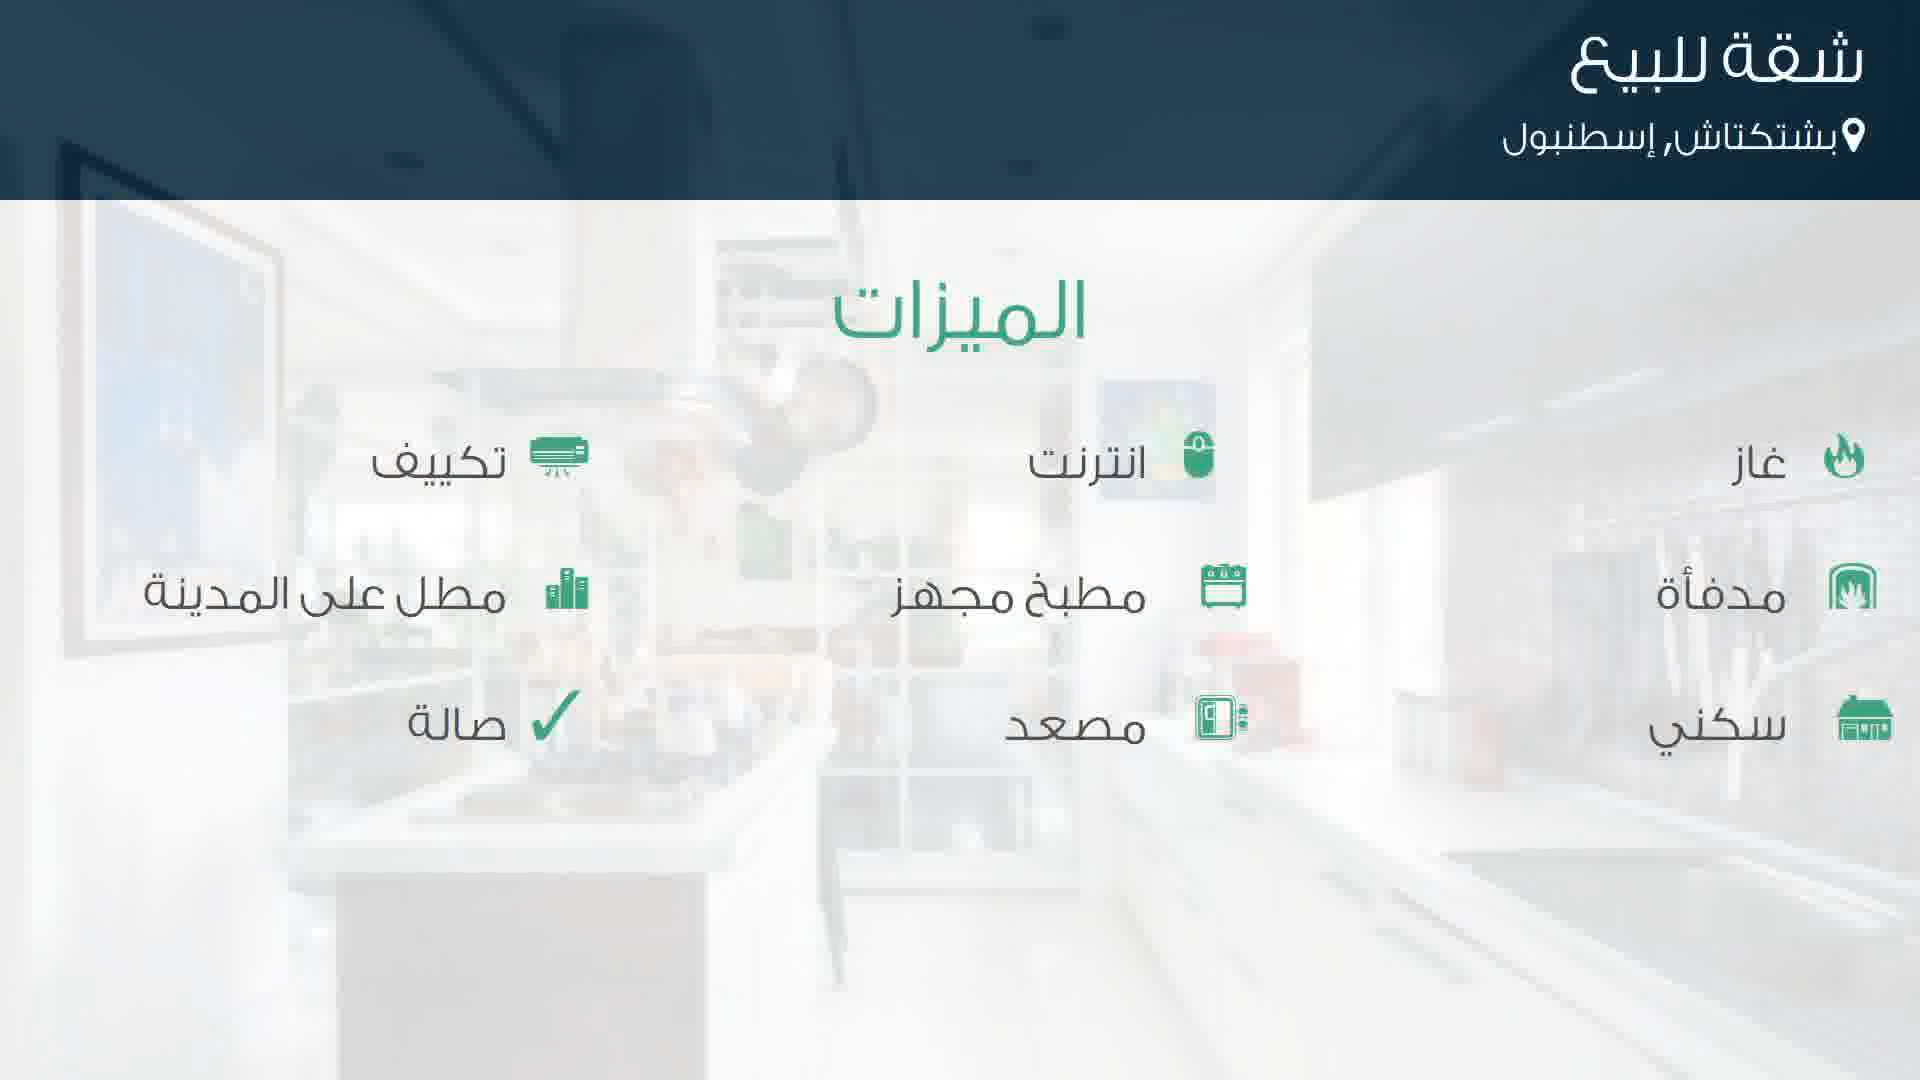 شقة للبيع
بشتكتاش, إسطنبول
الميزات
غاز
انترنت
تكييف
مدفأة
مطبخ مجهز
مطل على المدينة
سكني
مصعد
صالة